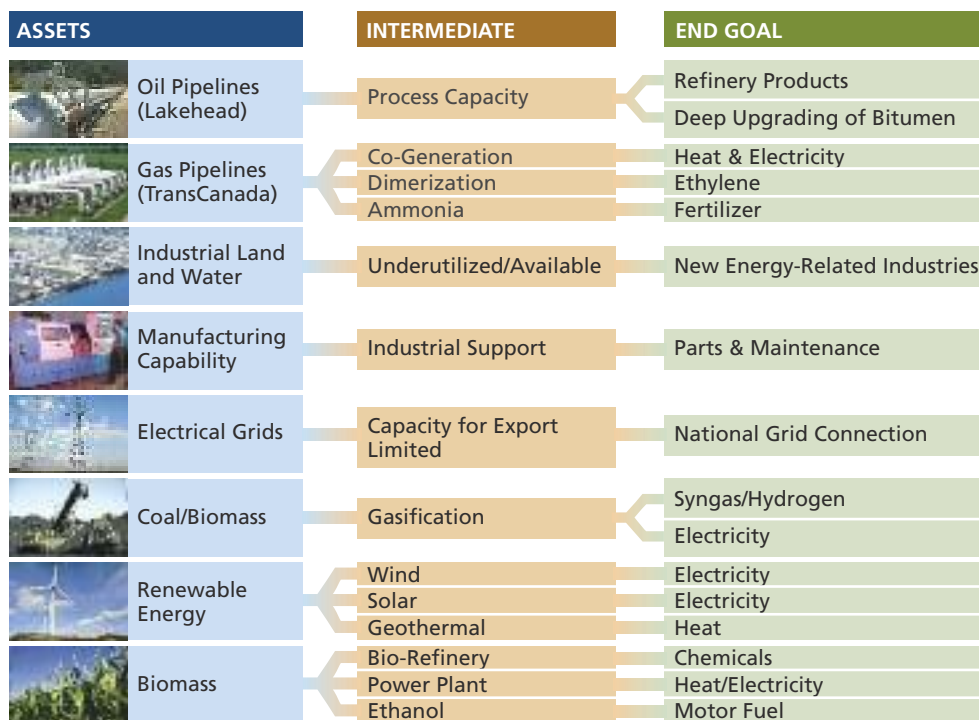 ASSETS
INTERMEDIATE
END GOAL
Oil Pipelines
(Lakehead)
Process Capacity
Refinery Products
Deep Upgrading of Bitumen
Gas Pipelines
(TransCanada)
Co-Generation
Heat & Electricity
Dimerization
Ethylene
Ammonia
Fertilizer
Industrial Land
and Water
Underutilized/Available
New Energy-Related Industries
Manufacturing
Capability
Industrial Support
Parts & Maintenance
Electrical Grids
Capacity for Export
Limited
National Grid Connection
Coal/Biomass
Gasification
Syngas/Hydrogen
Electricity
Renewable
Energy
Wind
Electricity
Solar
Electricity
Geothermal
Heat
Biomass
Bio-Refinery
Chemicals
Power Plant
Heat/Electricity
Ethanol
Motor Fuel